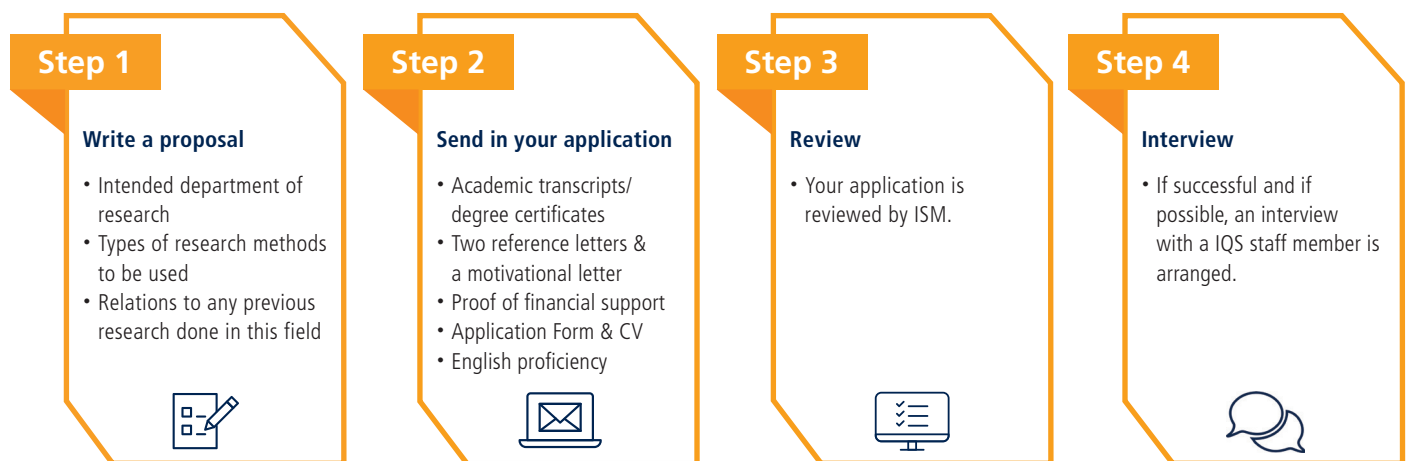 Step 1
Write a proposal
• Intended department of
research
• Types of research methods
to be used
• Relations to any previous
research done in this field
Step 2
Send in your application
• Academic transcripts/
degree certificates
• Two reference letters &
a motivational letter
• Proof of financial support
• Application Form & CV
• English proficiency
Step 3
Review
• Your application is
reviewed by ISM.
Step 4
Interview
• If successful and if
possible, an interview
with a IQS staff member is
arranged.